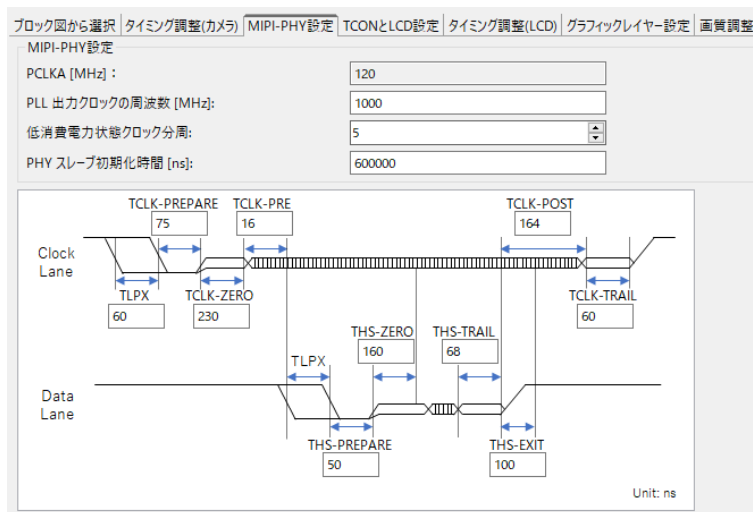 ブロック図から選択 タイミング調整(カメラ) MIPI-PHY設定 TCONとLCD設定 タイミング調整(LCD) グラフィックレイヤー設定 画質調整
MIPI-PHY設定
PCLKA [MHz]： 120
PLL 出力クロックの周波数 [MHz]: 1000
低消費電力状態クロック分周: 5
PHY スレーブ初期化時間 [ns]: 600000
TCLK-PREPARE TCLK-PRE TCLK-POST
75 16 164
Clock
Lane
TLPX TCLK-ZERO TCLK-TRAIL
60 230 60
THS-ZERO THS-TRAIL
160 68
TLPX
Data
Lane
THS-PREPARE THS-EXIT
50 100
Unit: ns